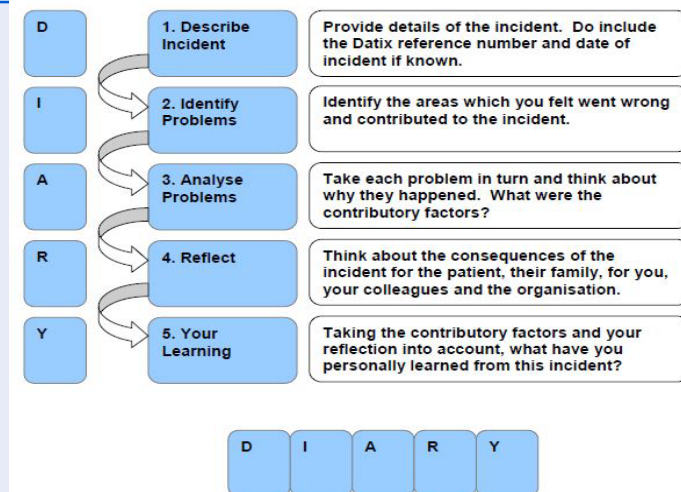 D
1. Describe
Incident
Provide details of the incident.  Do include
the Datix reference number and date of
incident if known.
I
2. Identify
Problems
Identify the areas which you felt went wrong
and contributed to the incident.
A
3. Analyse
Problems
Take each problem in turn and think about
why they happened.  What were the
contributory factors?
R
4. Reflect
Think about the consequences of the
incident for the patient, their family, for you,
your colleagues and the organisation.
Y
5. Your
Learning
Taking the contributory factors and your
reflection into account, what have you
personally learned from this incident?
D I A R Y